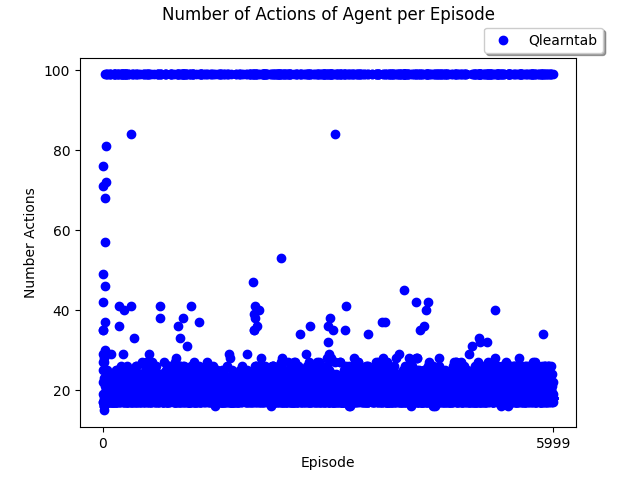 Number of Actions of Agent per Episode
Qlearntab
100
80
60
40
20
Number Actions
0 5999
Episode